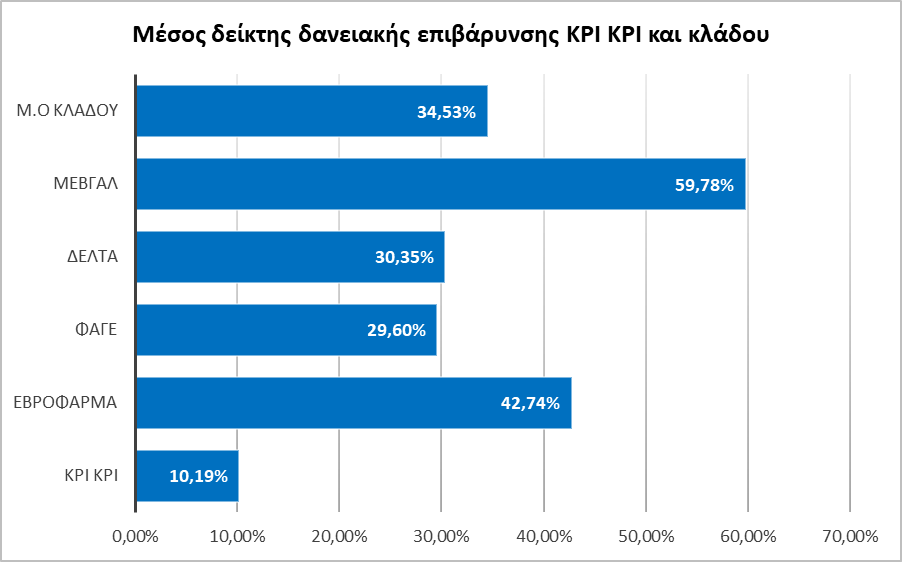 Μέσος δείκτης δανειακής επιβάρυνσης ΚΡΙ ΚΡΙ και κλάδου
Μ.Ο ΚΛΑΔΟΥ 34,53%
ΜΕΒΓΑΛ 59,78%
ΔΕΛΤΑ 30,35%
ΦΑΓΕ 29,60%
ΕΒΡΟΦΑΡΜΑ 42,74%
ΚΡΙ ΚΡΙ 10,19%
0,00% 10,00% 20,00% 30,00% 40,00% 50,00% 60,00% 70,00%